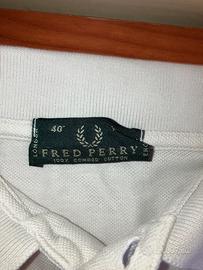 40"
FRED PERRY
100% COMBED COTTON